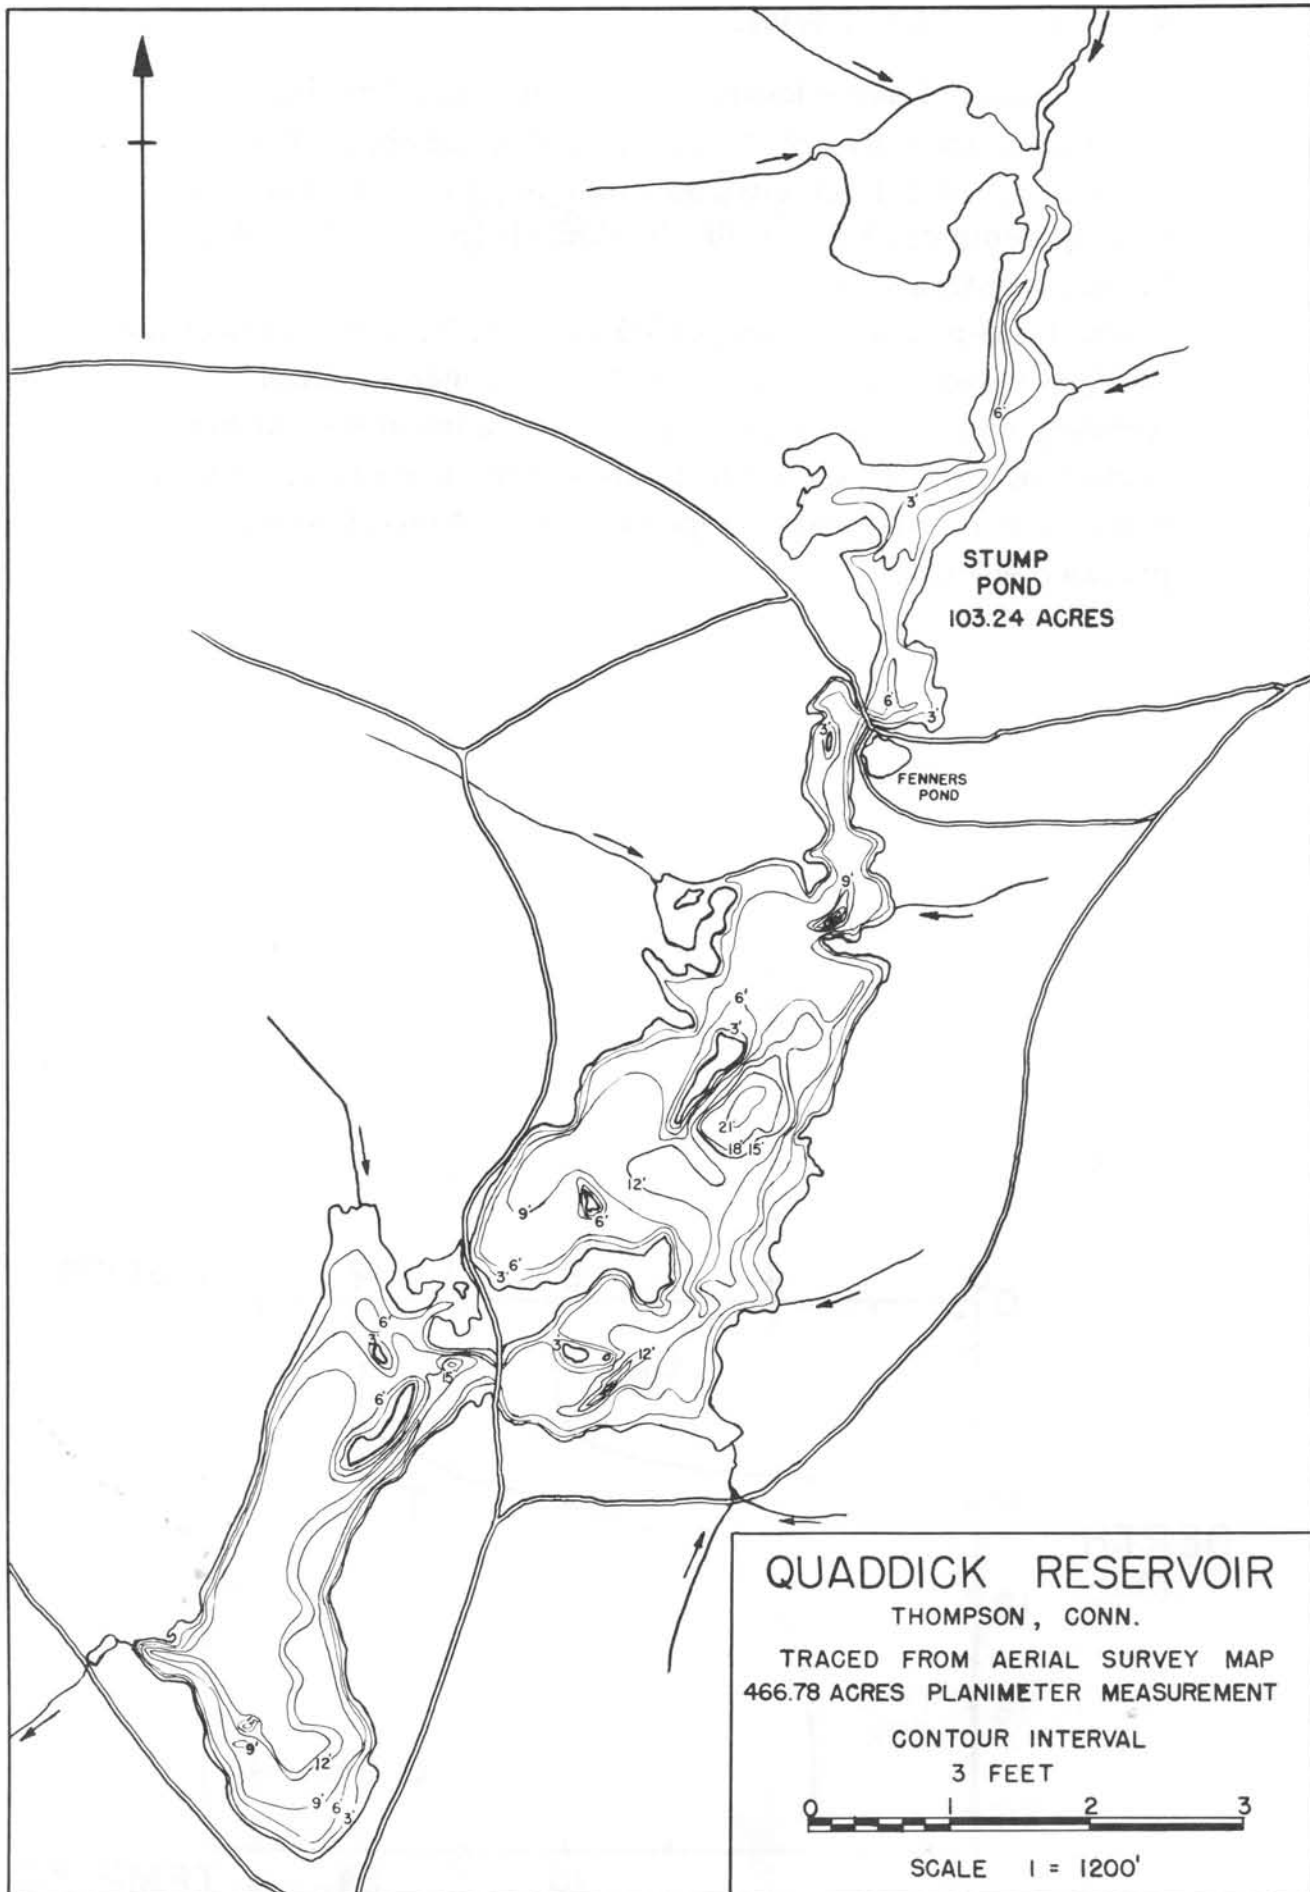 6'
3'
STUMP
POND
103.24 ACRES
6'
3'
3'
FENNERS
POND
9'
6'
3'
21'
18' 15'
12'
9'
6'
6'
3'
6'
3'
3
12'
15'
6'
15'
9'
12'
9'
6'
3'
QUADDICK RESERVOIR
THOMPSON, CONN.
TRACED FROM AERIAL SURVEY MAP
466.78 ACRES PLANIMETER MEASUREMENT
CONTOUR INTERVAL
3 FEET
0 1 2 3
SCALE 1 = 1200'